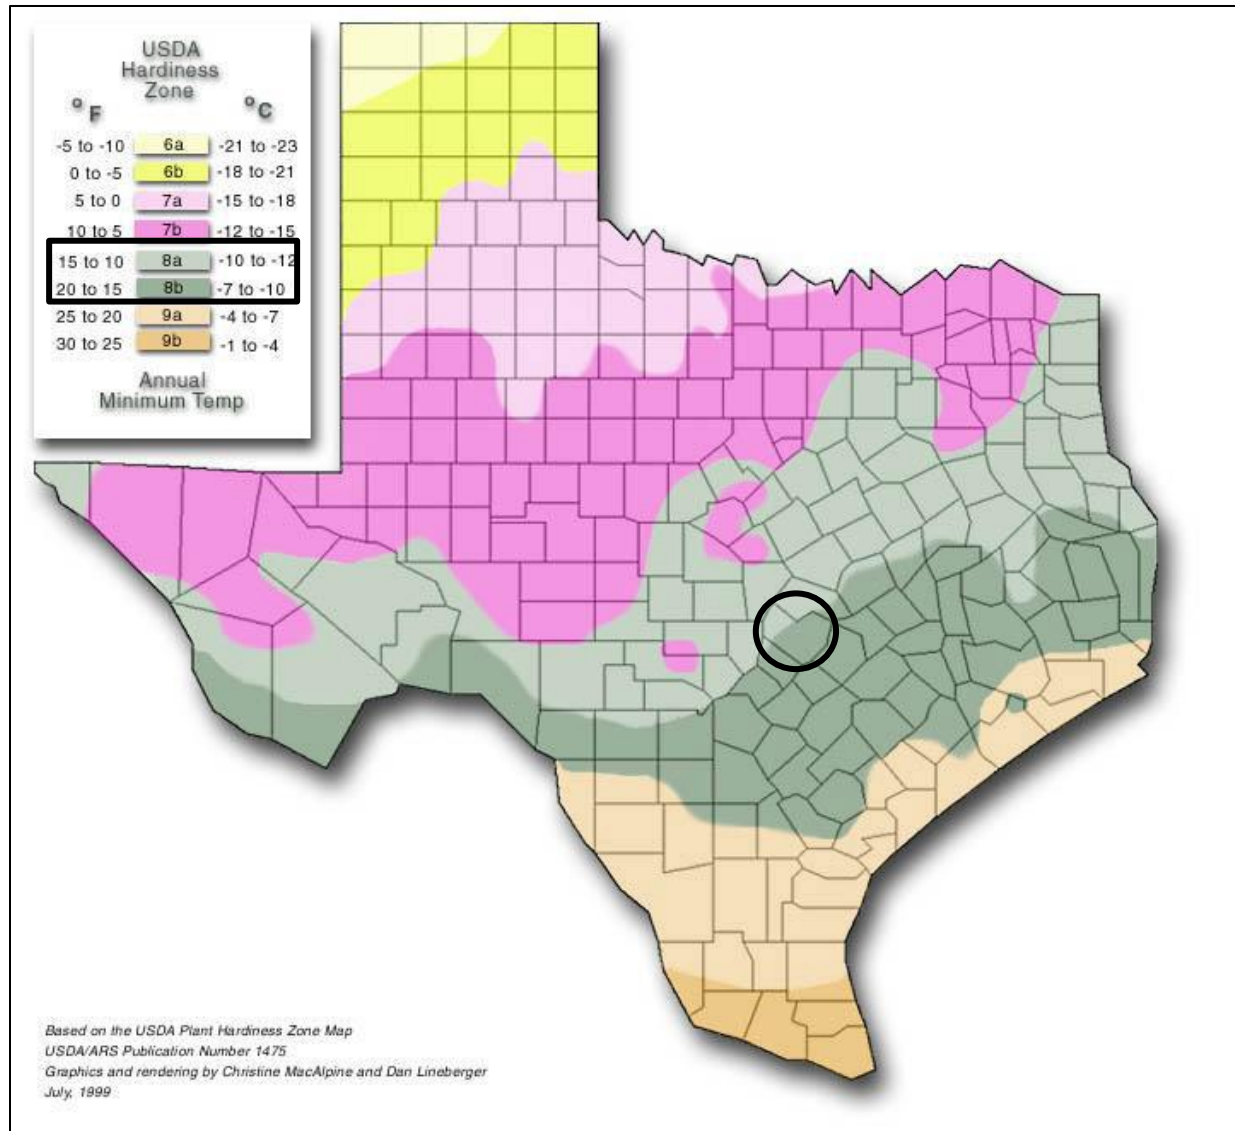 USDA
Hardiness
Zone
° F   ° C
-5 to -10   6a   -21 to -23
0 to -5   6b   -18 to -21
5 to 0   7a   -15 to -18
10 to 5   7b   -12 to -15
15 to 10   8a   -10 to -12
20 to 15   8b   -7 to -10
25 to 20   9a   -4 to -7
30 to 25   9b   -1 to -4
Annual
Minimum Temp
Based on the USDA Plant Hardiness Zone Map
USDA/ARS Publication Number 1475
Graphics and rendering by Christine MacAlpine and Dan Lineberger
July, 1999